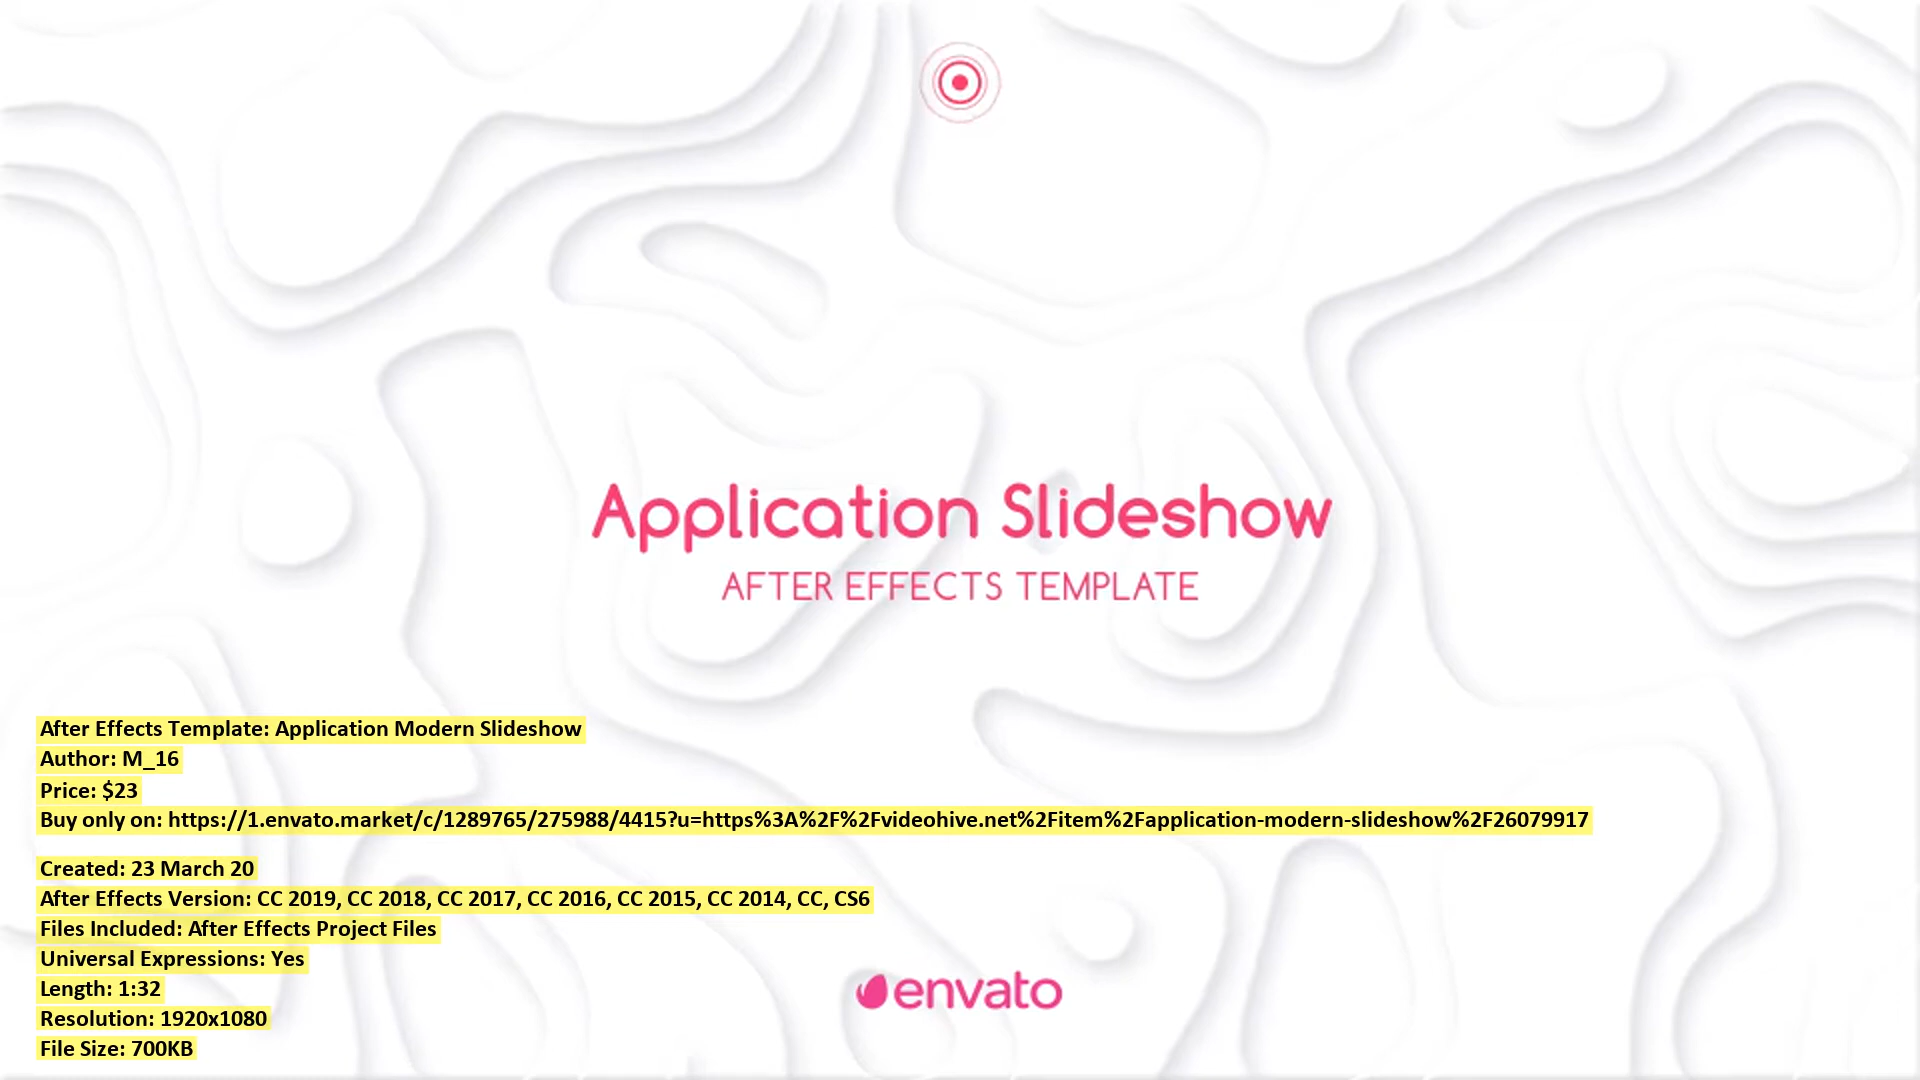 Application Slideshow
AFTER EFFECTS TEMPLATE
After Effects Template: Application Modern Slideshow
Author: M_16
Price: $23
Buy only on: https://1.envato.market/c/1289765/275988/4415?u=https%3A%2F%2Fvideohive.net%2Fitem%2Fapplication-modern-slideshow%2F26079917
Created: 23 March 20
After Effects Version: CC 2019, CC 2018, CC 2017, CC 2016, CC 2015, CC 2014, CC, CS6
Files Included: After Effects Project Files
Universal Expressions: Yes
Length: 1:32
Resolution: 1920x1080
File Size: 700KB
envato